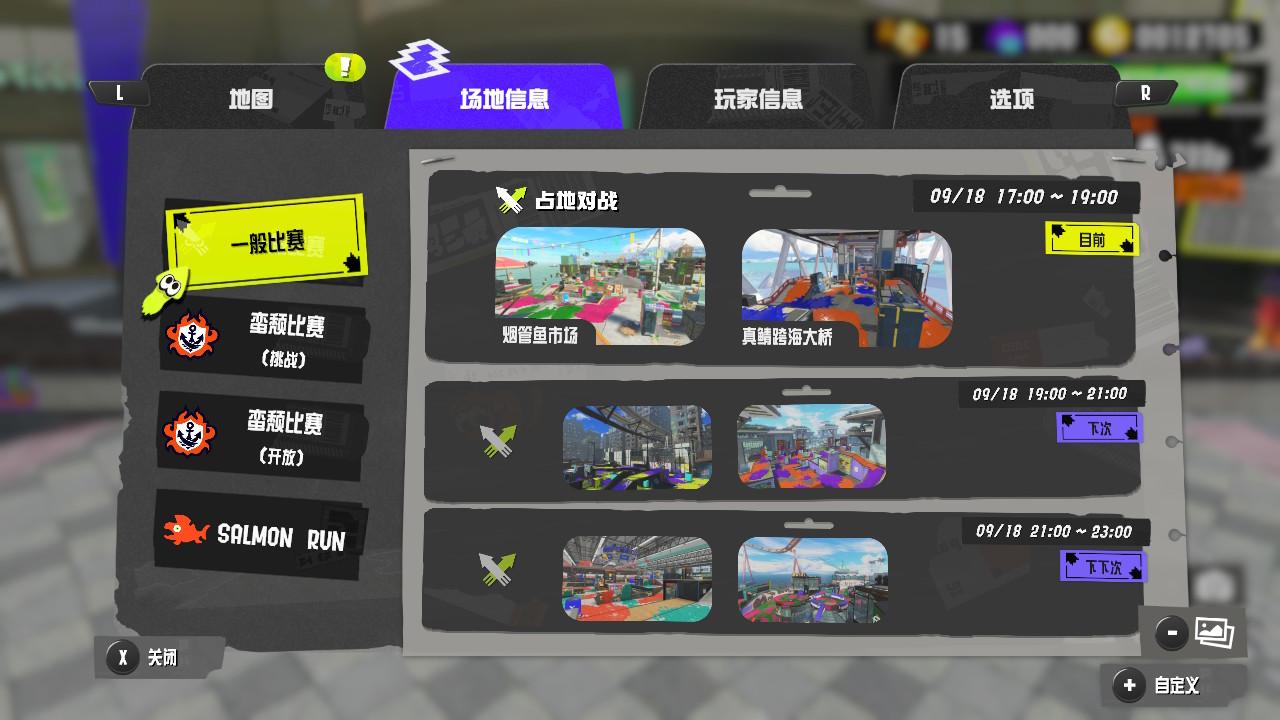 L
地图
!
场地信息
玩家信息
选项
R
一般比赛
蛮颓比赛
(挑战)
蛮颓比赛
(开放)
SALMON RUN
占地对战
09/18 17:00 ~ 19:00
目前
烟管鱼市场
真鲭跨海大桥
09/18 19:00 ~ 21:00
下次
09/18 21:00 ~ 23:00
下下次
X 关闭
-
+ 自定义